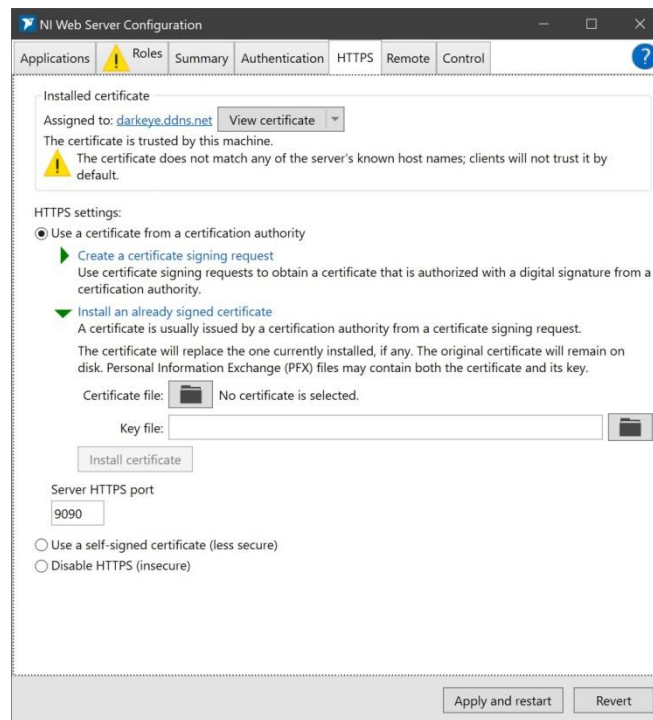 NI Web Server Configuration
Applications Roles Summary Authentication HTTPS Remote Control
Installed certificate
Assigned to: darkeye.ddns.net View certificate
The certificate is trusted by this machine.
The certificate does not match any of the server's known host names; clients will not trust it by
default.
HTTPS settings:
Use a certificate from a certification authority
Create a certificate signing request
Use certificate signing requests to obtain a certificate that is authorized with a digital signature from a
certification authority.
Install an already signed certificate
A certificate is usually issued by a certification authority from a certificate signing request.
The certificate will replace the one currently installed, if any. The original certificate will remain on
disk. Personal Information Exchange (PFX) files may contain both the certificate and its key.
Certificate file: No certificate is selected.
Key file:
Install certificate
Server HTTPS port
9090
Use a self-signed certificate (less secure)
Disable HTTPS (insecure)
Apply and restart Revert